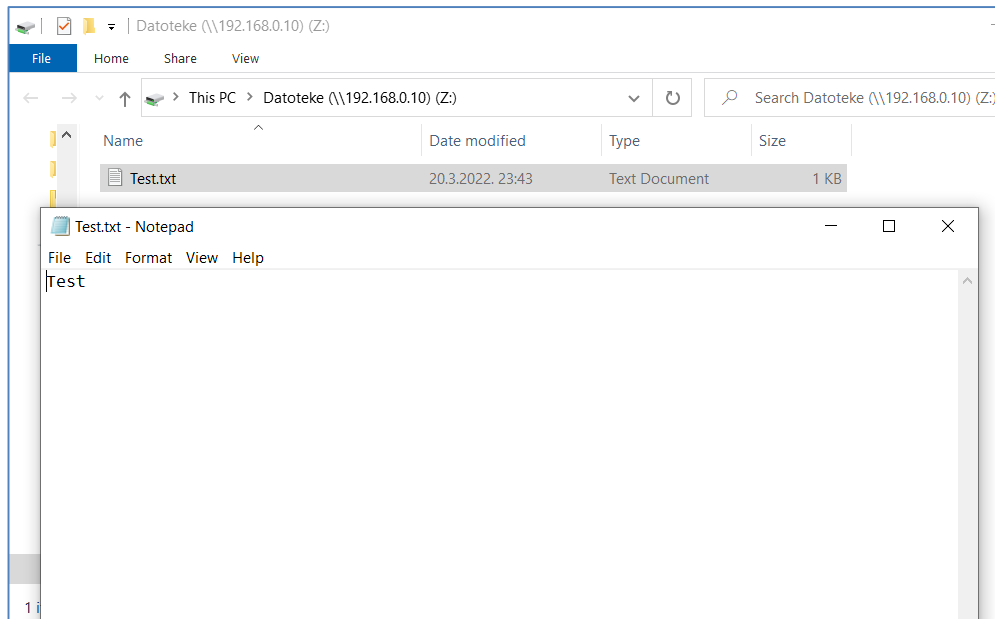 Datoteke (\\192.168.0.10) (Z:)
File Home Share View
This PC > Datoteke (\\192.168.0.10) (Z:) Search Datoteke (\\192.168.0.10) (Z:)
Name Date modified Type Size
Test.txt 20.3.2022. 23:43 Text Document 1 KB
Test.txt - Notepad
File Edit Format View Help
Test
1 i